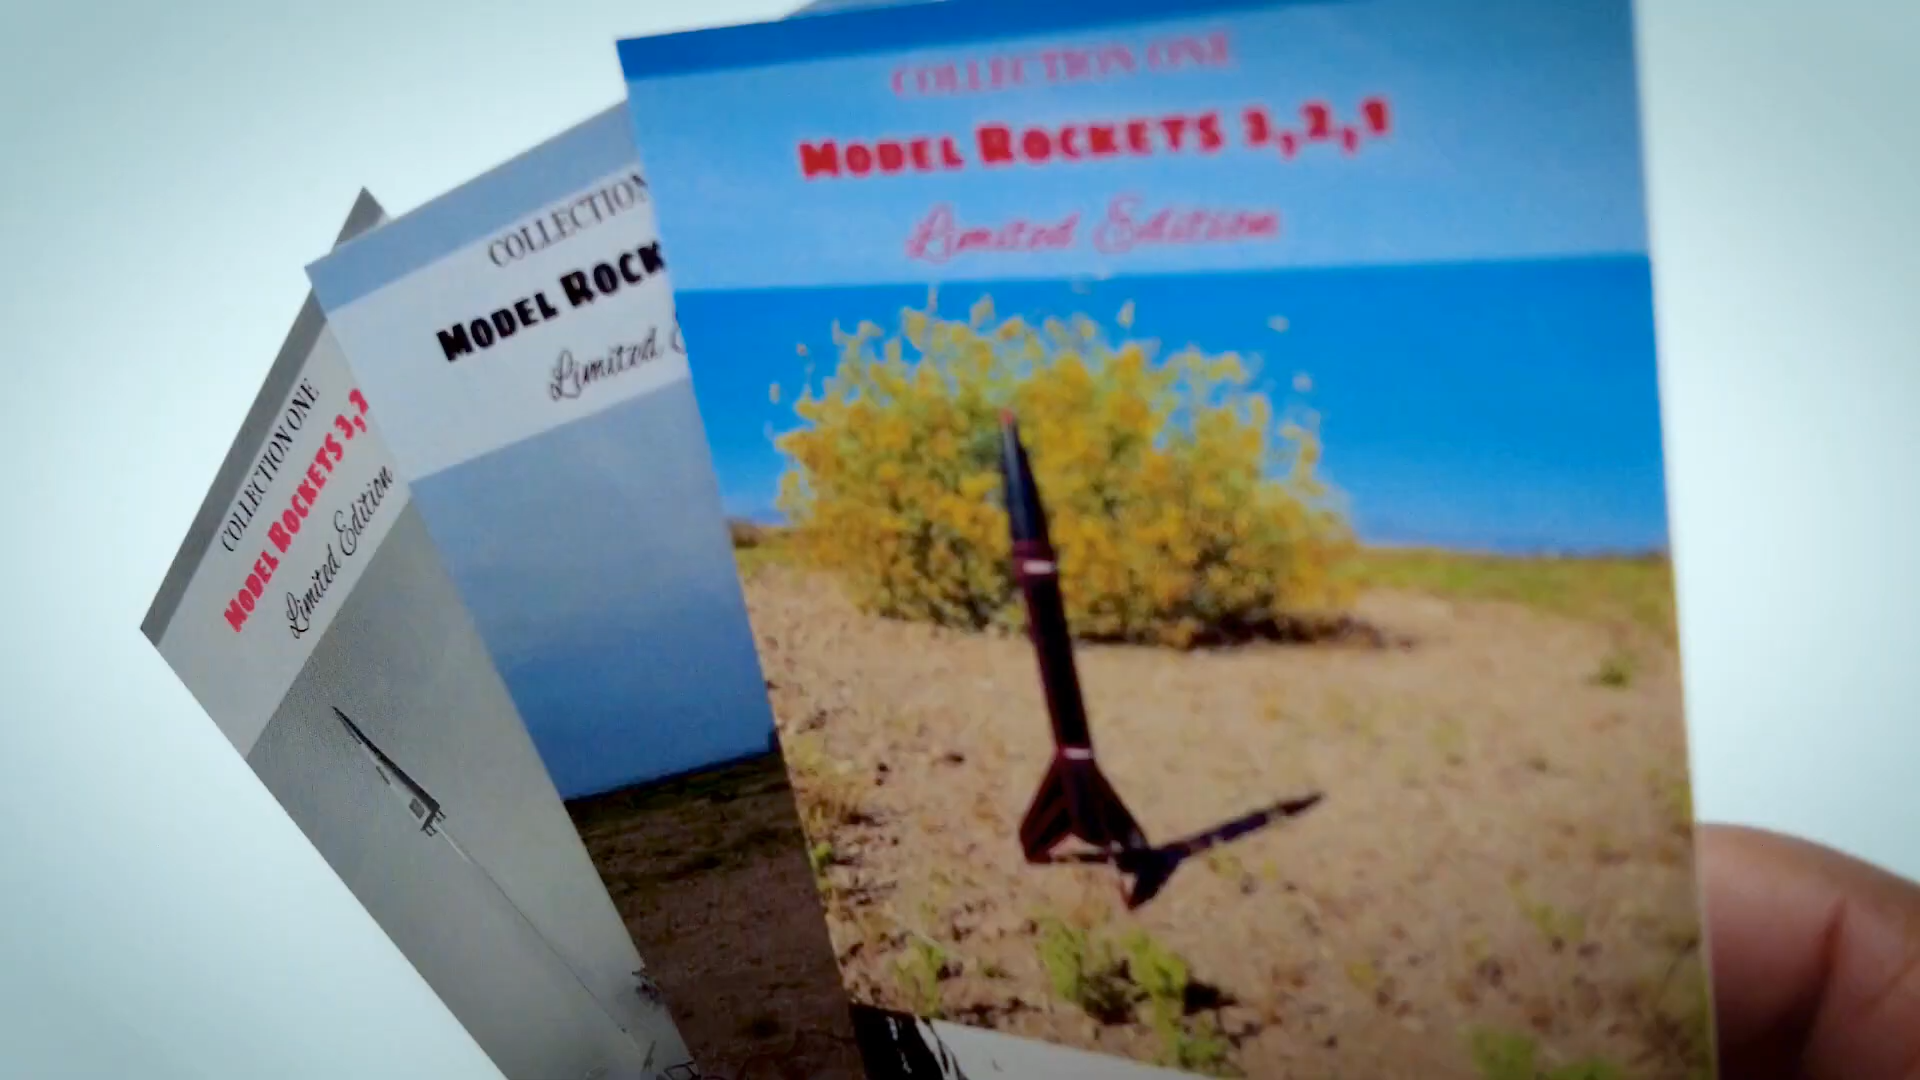 COLLECTION ONE
MODEL ROCKETS 3,2,1
Limited Edition
COLLECTION
MODEL ROCK
Limited
COLLECTION ONE
MODEL ROCKETS 3,2
Limited Edition